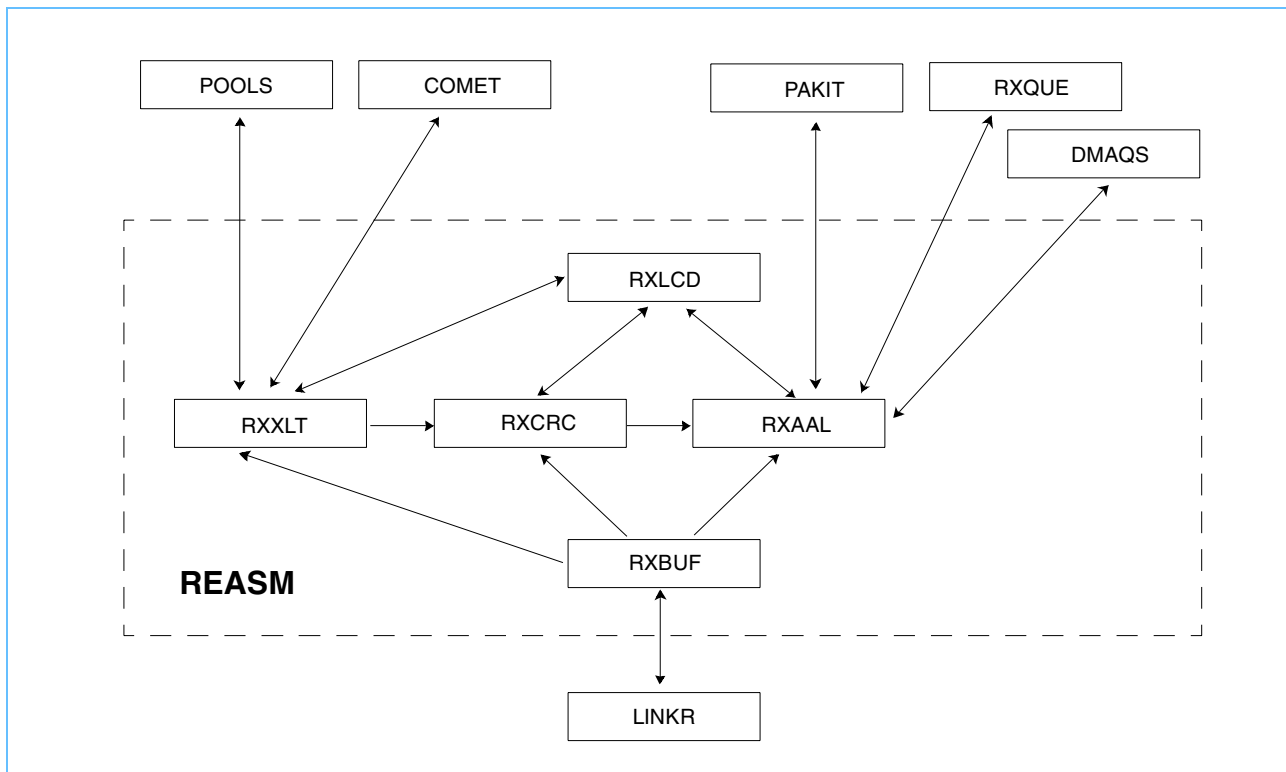 POOLS
COMET
PAKIT
RXQUE
DMAQS
RXLCD
RXXLT
RXCRC
RXAAL
RXBUF
REASM
LINKR